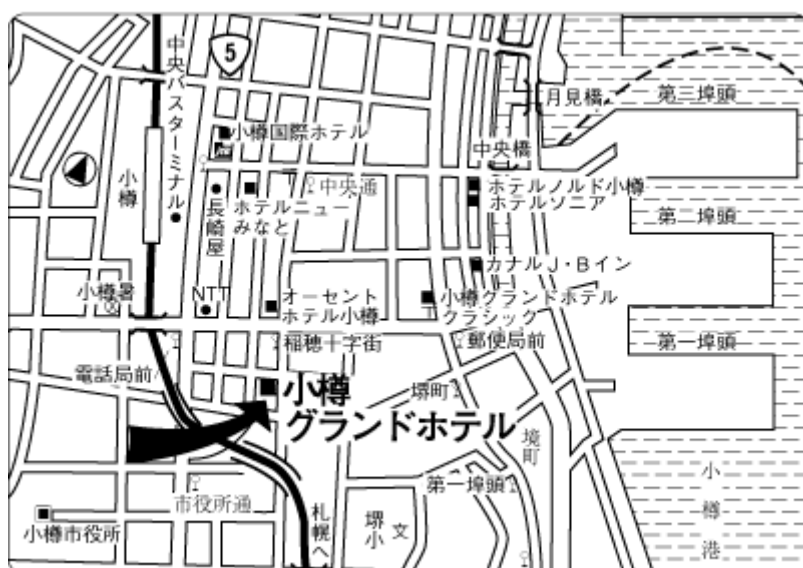 5
中央バスターミナル
月見橋
第三埠頭
小樽国際ホテル
中央橋
小樽
中央通
ホテルノルド小樽
ホテルソニア
長崎屋
ホテルニュー
みなと
第二埠頭
カナルJ・Bイン
小樽暑
NTT
オーセント
ホテル小樽
小樽グランドホテル
クラシック
稲穂十字街
郵便局前
第一埠頭
電話局前
小樽
グランドホテル
堺町
境町
第一埠頭
市役所通
小樽市役所
札幌へ
堺小
文
小樽港